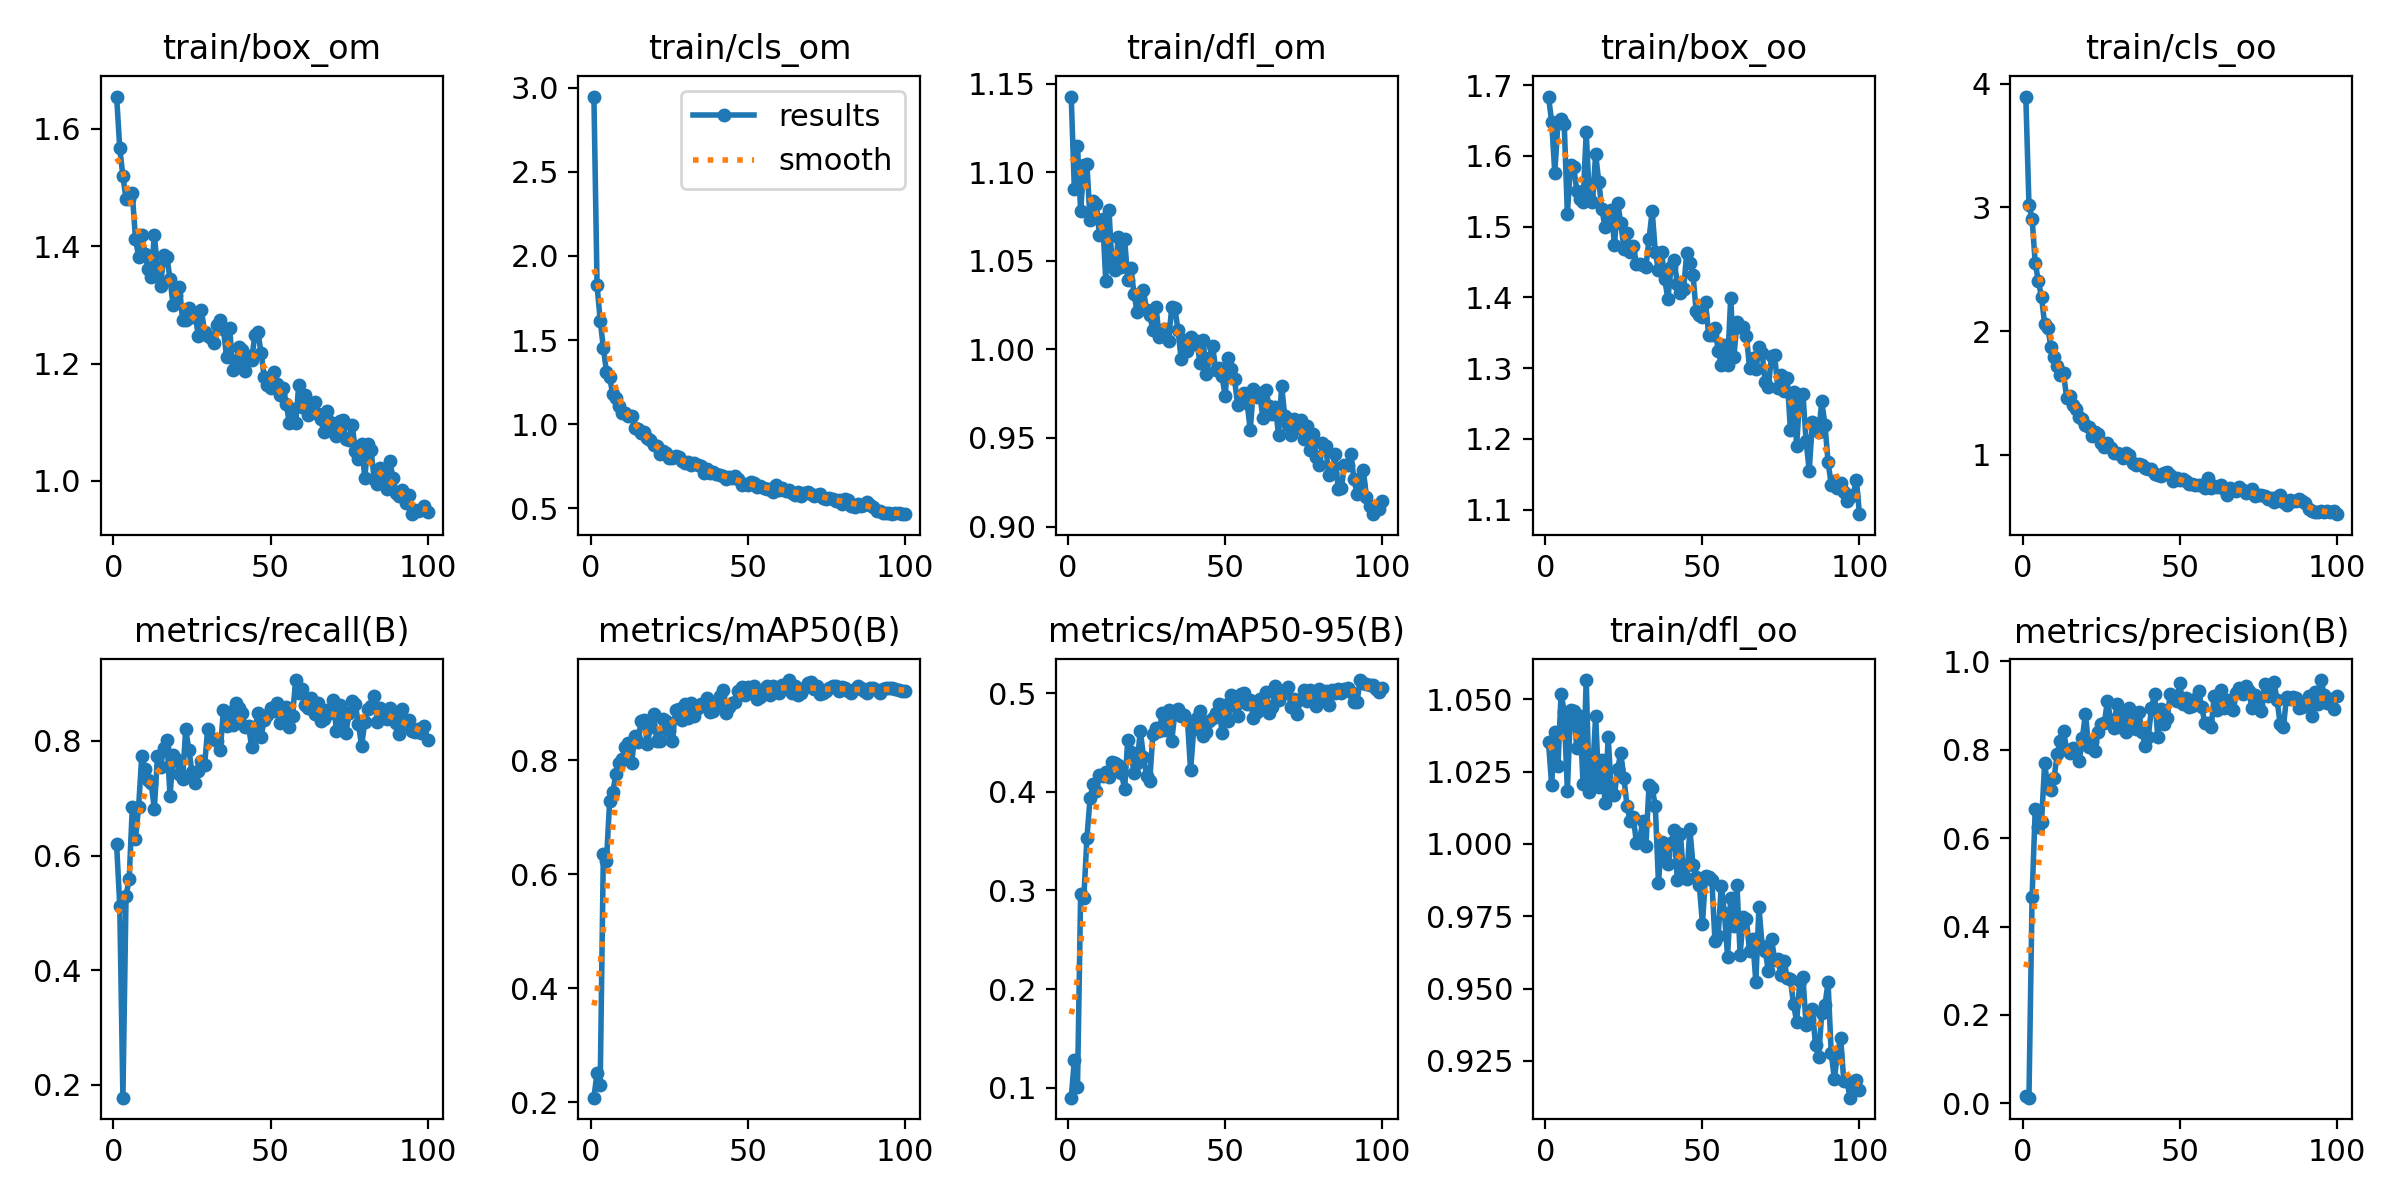 train/box_om
1.6
1.4
1.2
1.0
0 50 100
train/cls_om
3.0
2.5
2.0
1.5
1.0
0.5
results
smooth
0 50 100
train/dfl_om
1.15
1.10
1.05
1.00
0.95
0.90
0 50 100
train/box_oo
1.7
1.6
1.5
1.4
1.3
1.2
1.1
0 50 100
train/cls_oo
4
3
2
1
0 50 100
metrics/recall(B)
0.8
0.6
0.4
0.2
0 50 100
metrics/mAP50(B)
0.8
0.6
0.4
0.2
0 50 100
metrics/mAP50-95(B)
0.5
0.4
0.3
0.2
0.1
0 50 100
train/dfl_oo
1.050
1.025
1.000
0.975
0.950
0.925
0 50 100
metrics/precision(B)
1.0
0.8
0.6
0.4
0.2
0.0
0 50 100